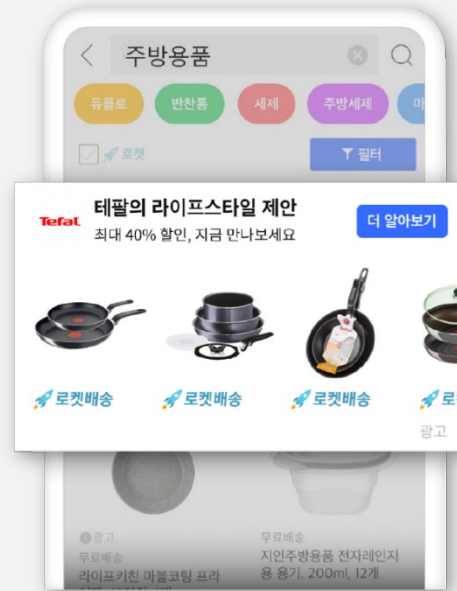 주방용품
듀플로
반찬통
세제
주방세제
로켓
필터
Tefal
테팔의 라이프스타일 제안
최대 40% 할인, 지금 만나보세요
더 알아보기
로켓배송
로켓배송
로켓배송
광고
광고
무료배송
라이프키친 마블코팅 프라
무료배송
지인주방용품 전자레인지
용 용기, 200ml, 12개